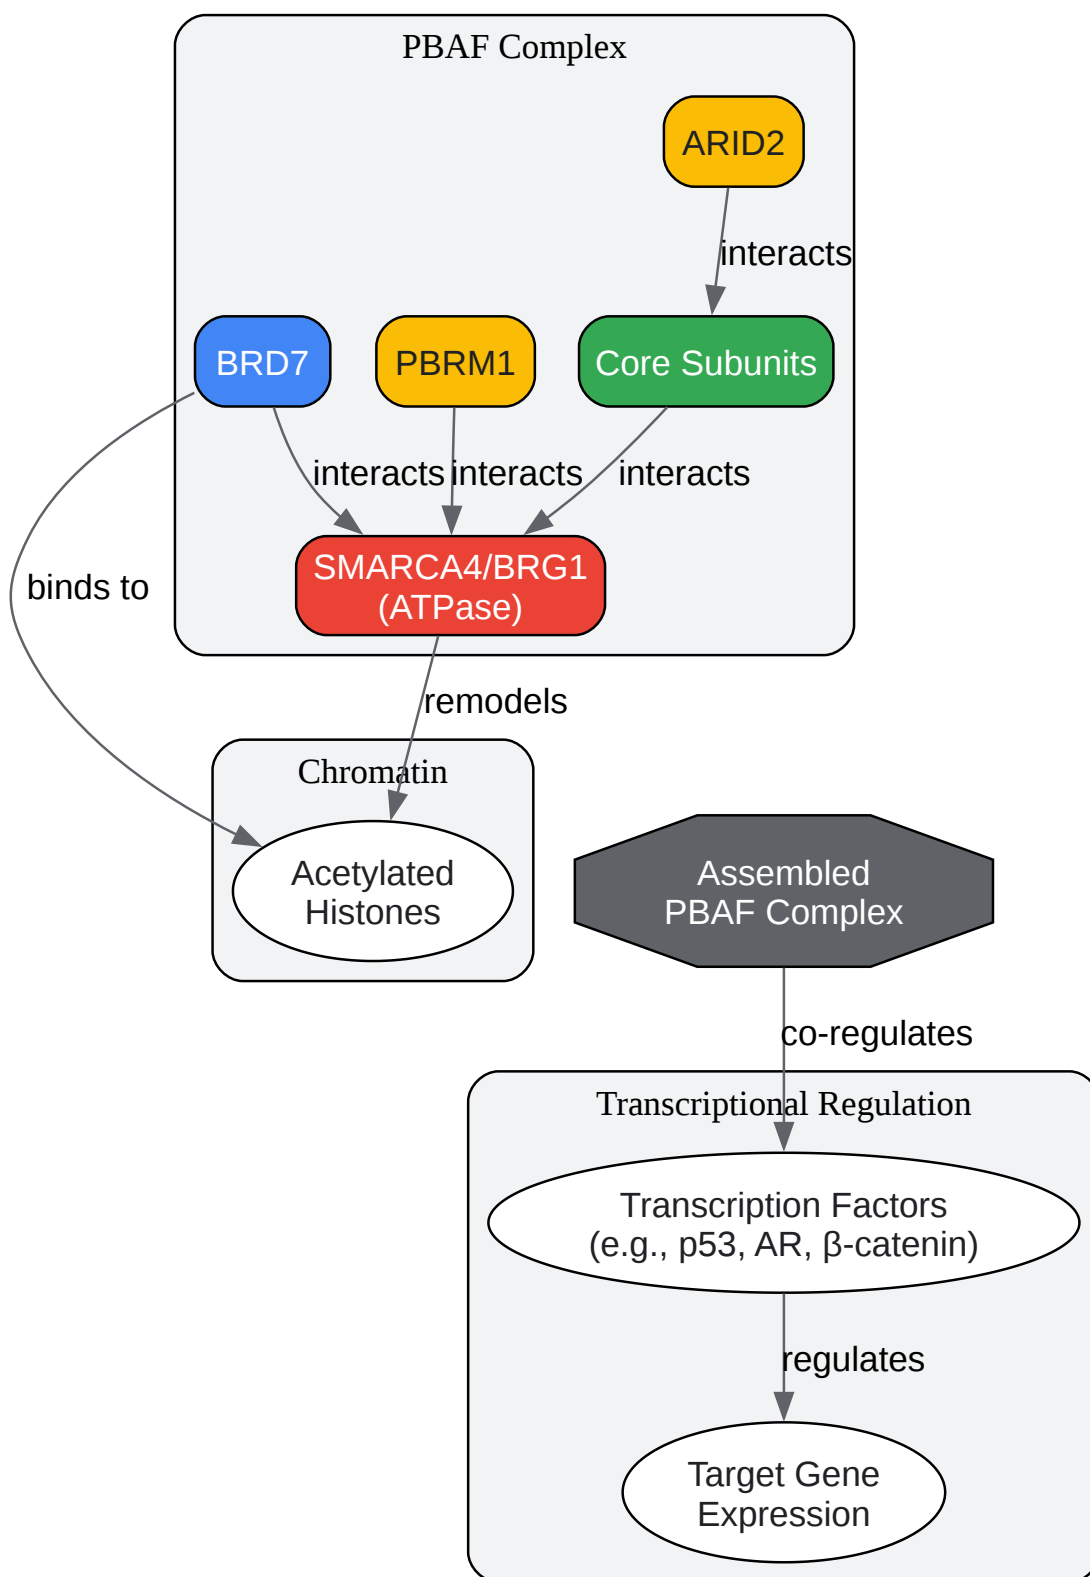 PBAF Complex
ARID2
interacts
BRD7
PBRM1
Core Subunits
interacts
interacts
interacts
SMARCA4/BRG1
(ATPase)
binds to
remodels
Chromatin
Acetylated
Histones
Assembled
PBAF Complex
co-regulates
Transcriptional Regulation
Transcription Factors
(e.g., p53, AR, β-catenin)
regulates
Target Gene
Expression